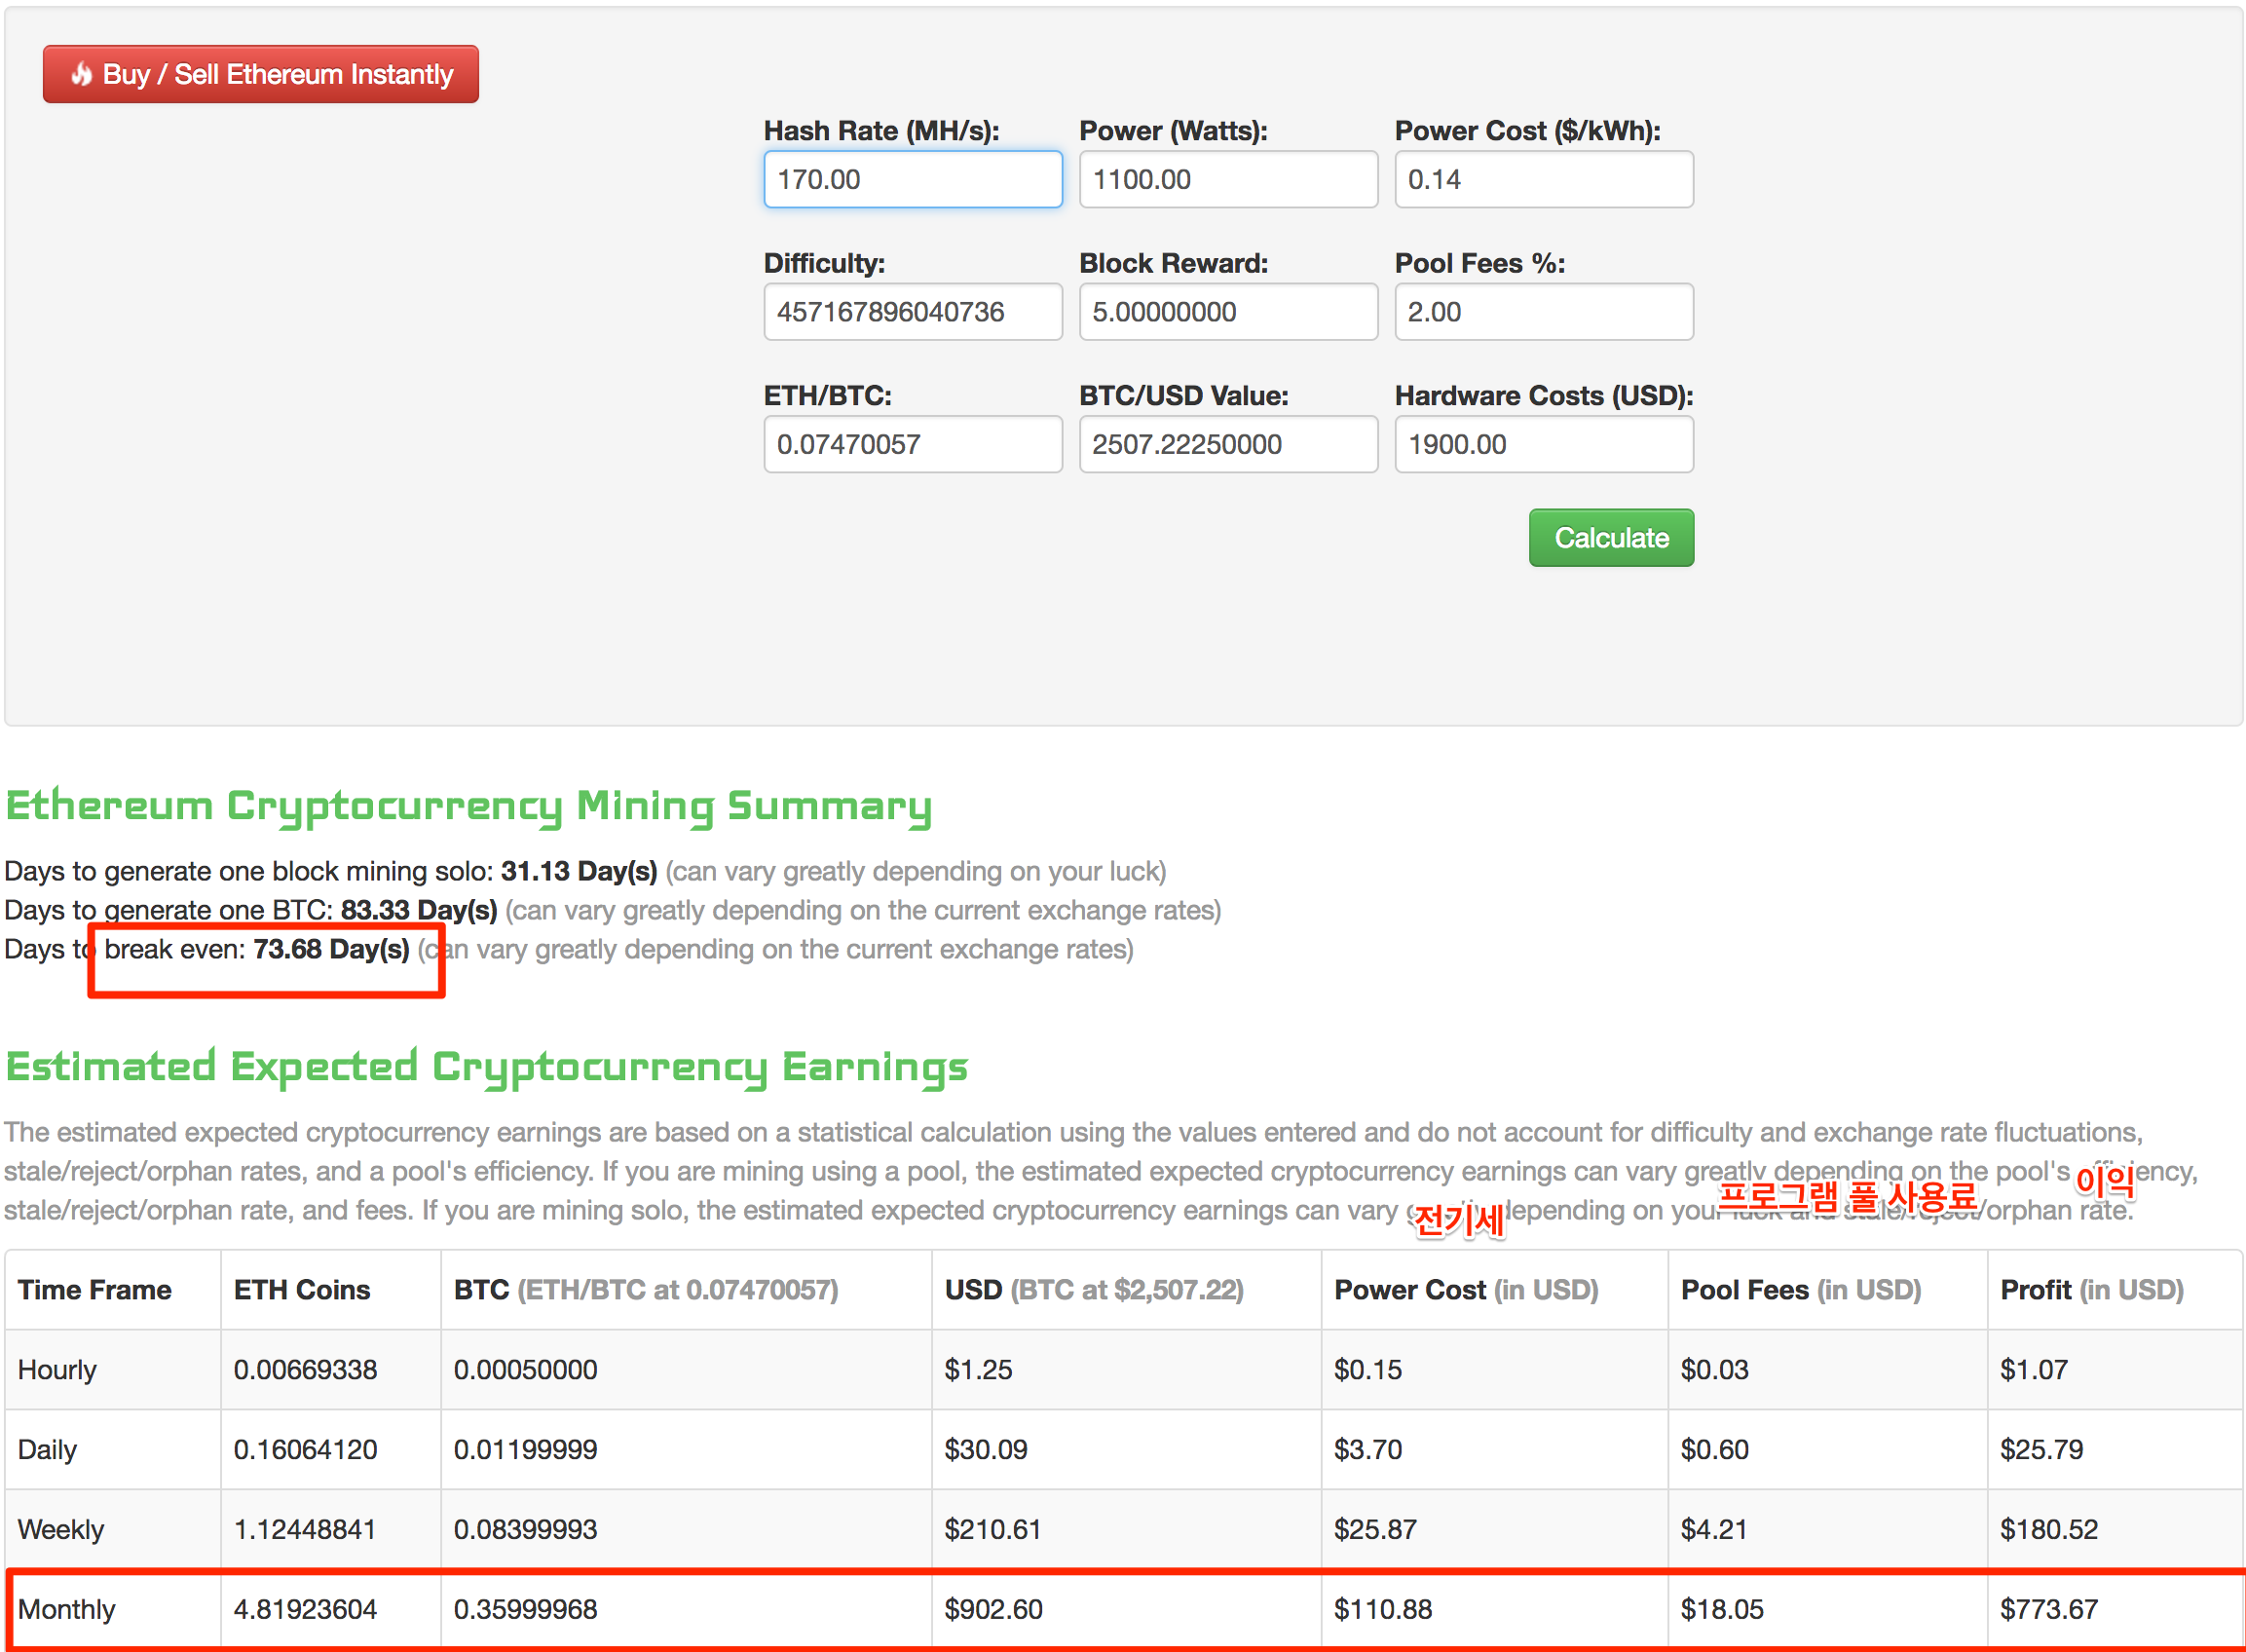 Buy / Sell Ethereum Instantly
Hash Rate (MH/s): Power (Watts): Power Cost ($/kWh):
170.00 1100.00 0.14
Difficulty: Block Reward: Pool Fees %:
457167896040736 5.00000000 2.00
ETH/BTC: BTC/USD Value: Hardware Costs (USD):
0.07470057 2507.22250000 1900.00
Calculate
Ethereum Cryptocurrency Mining Summary
Days to generate one block mining solo: 31.13 Day(s) (can vary greatly depending on your luck)
Days to generate one BTC: 83.33 Day(s) (can vary greatly depending on the current exchange rates)
Days to break even: 73.68 Day(s) (can vary greatly depending on the current exchange rates)
Estimated Expected Cryptocurrency Earnings
The estimated expected cryptocurrency earnings are based on a statistical calculation using the values entered and do not account for difficulty and exchange rate fluctuations,
stale/reject/orphan rates, and a pool's efficiency. If you are mining using a pool, the estimated expected cryptocurrency earnings can vary greatly depending on the pool's efficiency,
stale/reject/orphan rate, and fees. If you are mining solo, the estimated expected cryptocurrency earnings can vary greatly depending on your luck and stale/reject/orphan rate.
전기세 프로그램 풀 사용료 이익
Time Frame ETH Coins BTC (ETH/BTC at 0.07470057) USD (BTC at $2,507.22) Power Cost (in USD) Pool Fees (in USD) Profit (in USD)
Hourly 0.00669338 0.00050000 $1.25 $0.15 $0.03 $1.07
Daily 0.16064120 0.01199999 $30.09 $3.70 $0.60 $25.79
Weekly 1.12448841 0.08399993 $210.61 $25.87 $4.21 $180.52
Monthly 4.81923604 0.35999968 $902.60 $110.88 $18.05 $773.67